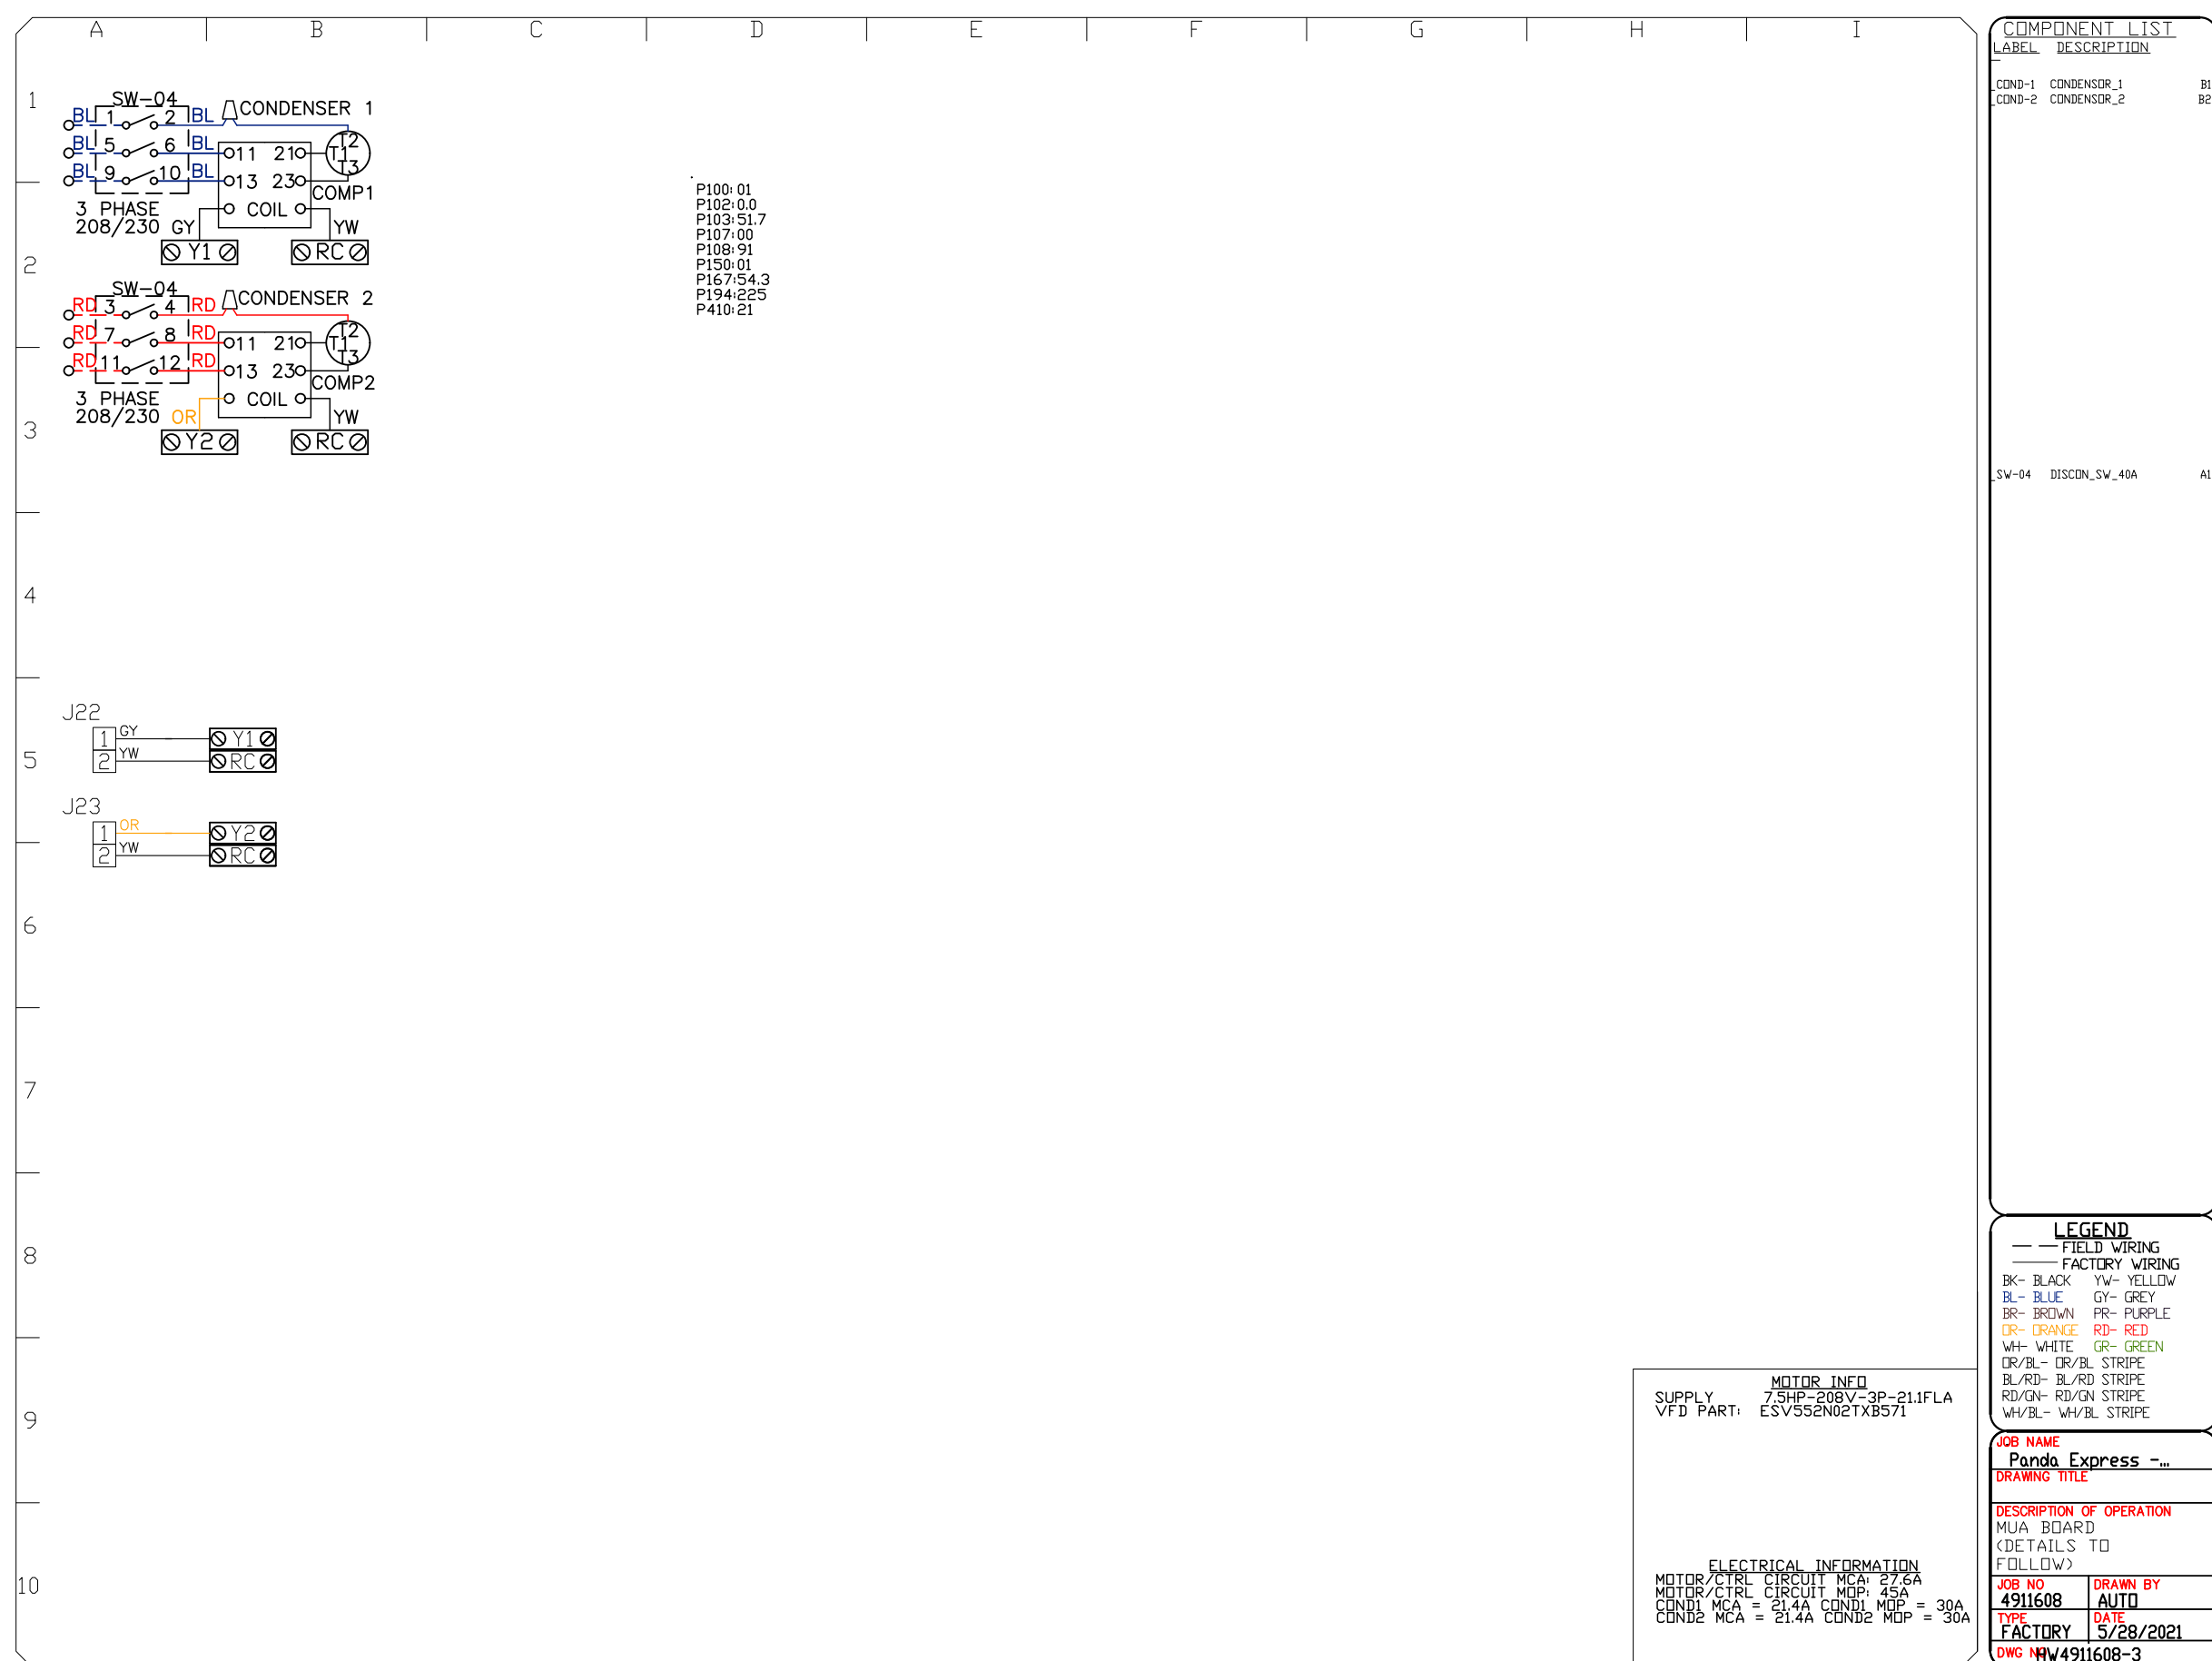 A B C D E F G H I
1
2
3
4
5
6
7
8
9
10
SW-04
CONDENSER 1
BL 1 2 BL
BL 5 6 BL
BL 9 10 BL
11 21
13 23
COIL
T2
T1
T3
COMP1
3 PHASE
208/230
GY
YW
Y1
RC
SW-04
CONDENSER 2
RD 3 4 RD
RD 7 8 RD
RD 11 12 RD
11 21
13 23
COIL
T2
T1
T3
COMP2
3 PHASE
208/230
OR
YW
Y2
RC
P100:01
P102:0.0
P103:51.7
P107:00
P108:91
P150:01
P167:54.3
P194:225
P410:21
J22
1 GY Y1
2 YW RC
J23
1 OR Y2
2 YW RC
MOTOR INFO
SUPPLY 7.5HP-208V-3P-21.1FLA
VFD PART: ESV552N02TXB571
ELECTRICAL INFORMATION
MOTOR/CTRL CIRCUIT MCA: 27.6A
MOTOR/CTRL CIRCUIT MOP: 45A
COND1 MCA = 21.4A COND1 MOP = 30A
COND2 MCA = 21.4A COND2 MOP = 30A
COMPONENT LIST
LABEL DESCRIPTION
COND-1 CONDENSOR_1 B1
COND-2 CONDENSOR_2 B2
SW-04 DISCON_SW_40A A1
LEGEND
FIELD WIRING
FACTORY WIRING
BK- BLACK YW- YELLOW
BL- BLUE GY- GREY
BR- BROWN PR- PURPLE
OR- ORANGE RD- RED
WH- WHITE GR- GREEN
OR/BL- OR/BL STRIPE
BL/RD- BL/RD STRIPE
RD/GN- RD/GN STRIPE
WH/BL- WH/BL STRIPE
JOB NAME
Panda Express -...
DRAWING TITLE
DESCRIPTION OF OPERATION
MUA BOARD
(DETAILS TO
FOLLOW)
JOB NO DRAWN BY
4911608 AUTO
TYPE DATE
FACTORY 5/28/2021
DWG NO HW4911608-3